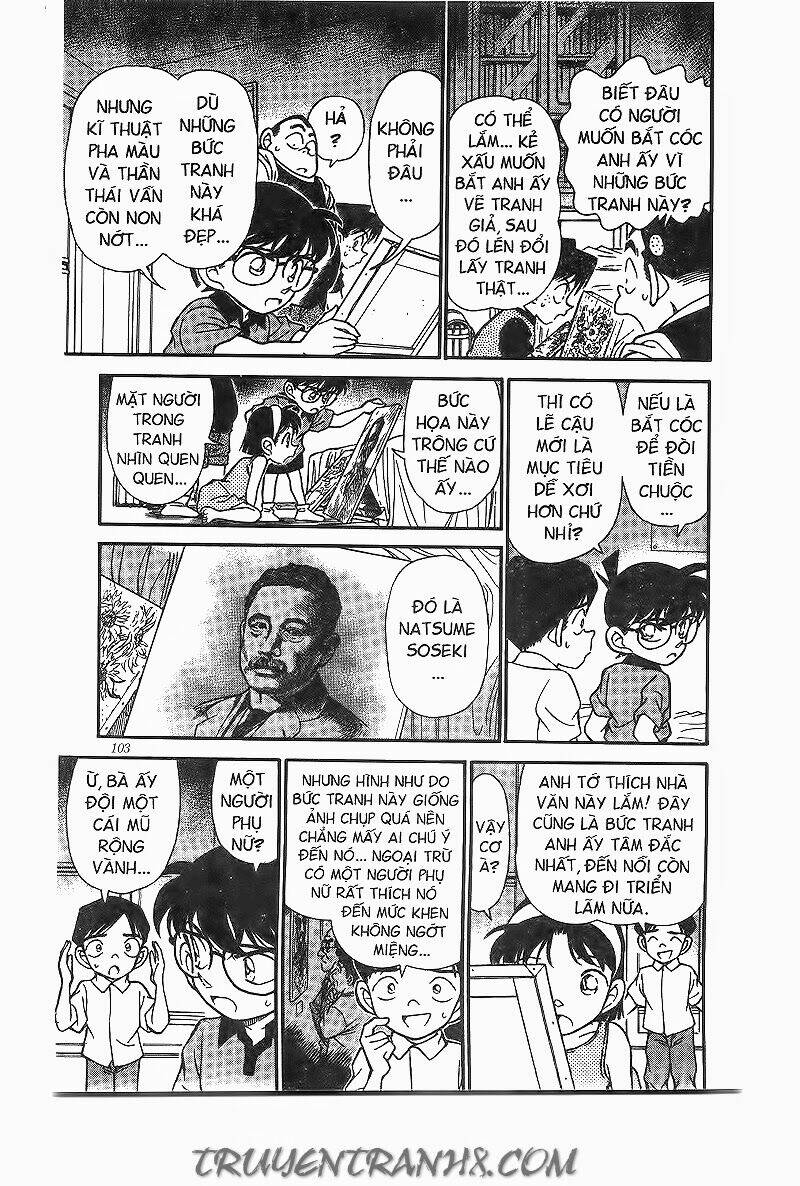 BIẾT ĐÂU
CÓ NGƯỜI
MUỐN BẮT CÓC
ANH ẤY VÌ
NHỮNG BỨC
TRANH NÀY?
CÓ THỂ
LẮM... KẺ
XẤU MUỐN
BẮT ANH ẤY
VẼ TRANH
GIẢ, SAU
ĐÓ LÉN ĐỔI
LẤY TRANH
THẬT...
KHÔNG
PHẢI ĐÂU
...
HẢ
?
DÙ
NHỮNG
BỨC
TRANH
NÀY
KHÁ
ĐẸP...
NHƯNG
KĨ THUẬT
PHA MÀU
VÀ THẦN
THÁI VẪN
CÒN NON
NỚT...
NẾU LÀ
BẮT CÓC
ĐỂ ĐÒI
TIỀN
CHUỘC
...
THÌ CÓ
LẼ CẬU
MỚI LÀ
MỤC TIÊU
DỄ XƠI
HƠN CHỨ
NHỈ?
BỨC
HỌA NÀY
TRÔNG CỨ
THẾ NÀO
ẤY...
MẶT NGƯỜI
TRONG
TRANH
NHÌN QUEN
QUEN...
ĐÓ LÀ
NATSUME
SOSEKI
...
103
ANH TỚ THÍCH NHÀ
VĂN NÀY LẮM! ĐÂY
CŨNG LÀ BỨC TRANH
ANH ẤY TÂM ĐẮC
NHẤT, ĐẾN NỖI CÒN
MANG ĐI TRIỂN
LÃM NỮA.
VẬY
CƠ
À?
NHƯNG HÌNH NHƯ DO
BỨC TRANH NÀY GIỐNG
ẢNH CHỤP QUÁ NÊN
CHẲNG MẤY AI CHÚ Ý
ĐẾN NÓ... NGOẠI TRỪ
CÓ MỘT NGƯỜI PHỤ
NỮ RẤT THÍCH NÓ
ĐẾN MỨC KHEN
KHÔNG NGỚT
MIỆNG...
MỘT
NGƯỜI
PHỤ
NỮ?
Ừ, BÀ ẤY
ĐỘI MỘT
CÁI MŨ
RỘNG
VÀNH...
TRUYENTRANH8.COM